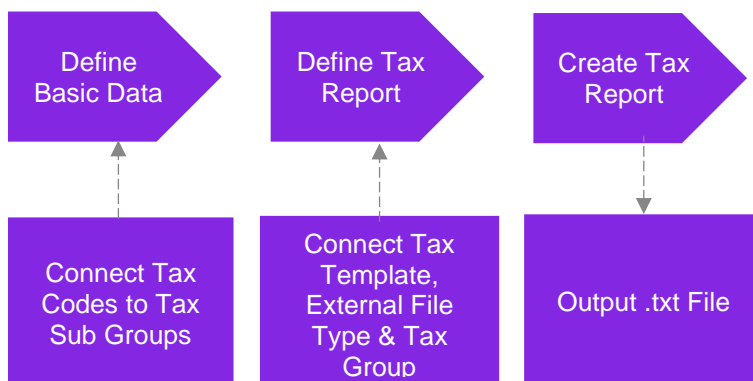 Define
Basic Data
Define Tax
Report
Create Tax
Report
Connect Tax
Codes to Tax
Sub Groups
Connect Tax
Template,
External File
Type & Tax
Group
Output .txt File